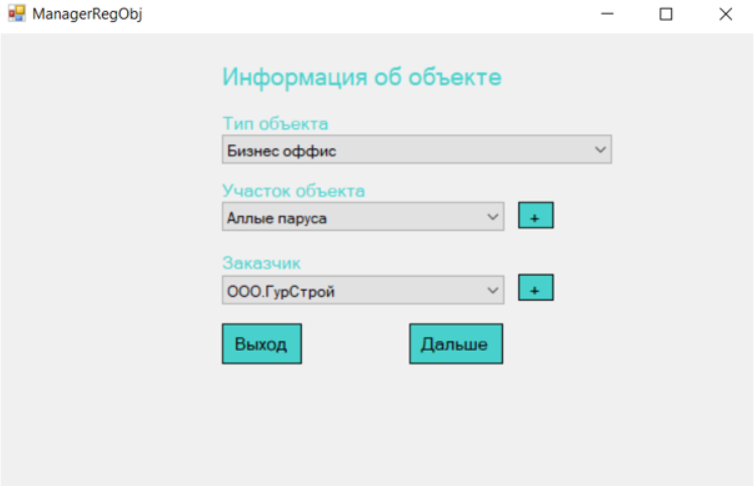 ManagerRegObj
Информация об объекте
Тип объекта
Бизнес оффис
Участок объекта
Аллые паруса
+
Заказчик
ООО.ГурСтрой
+
Выход
Дальше